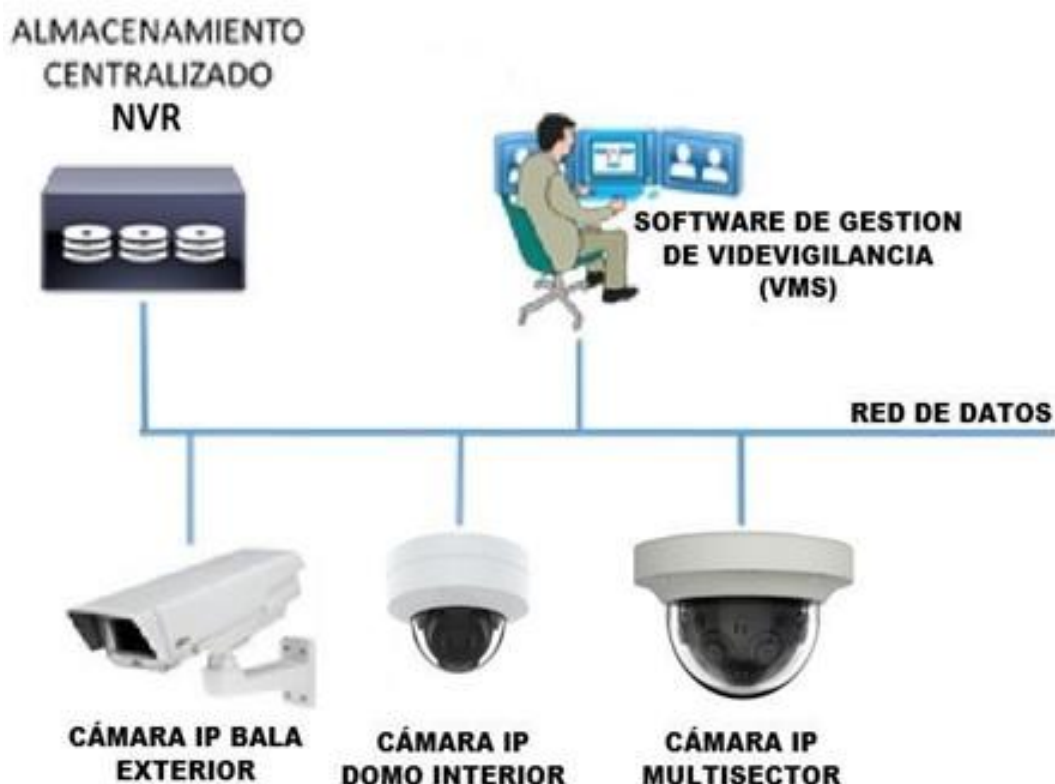 ALMACENAMIENTO
CENTRALIZADO
NVR
SOFTWARE DE GESTION
DE VIDEVIGILANCIA
(VMS)
RED DE DATOS
CÁMARA IP BALA
EXTERIOR
CÁMARA IP
DOMO INTERIOR
CÁMARA IP
MULTISECTOR